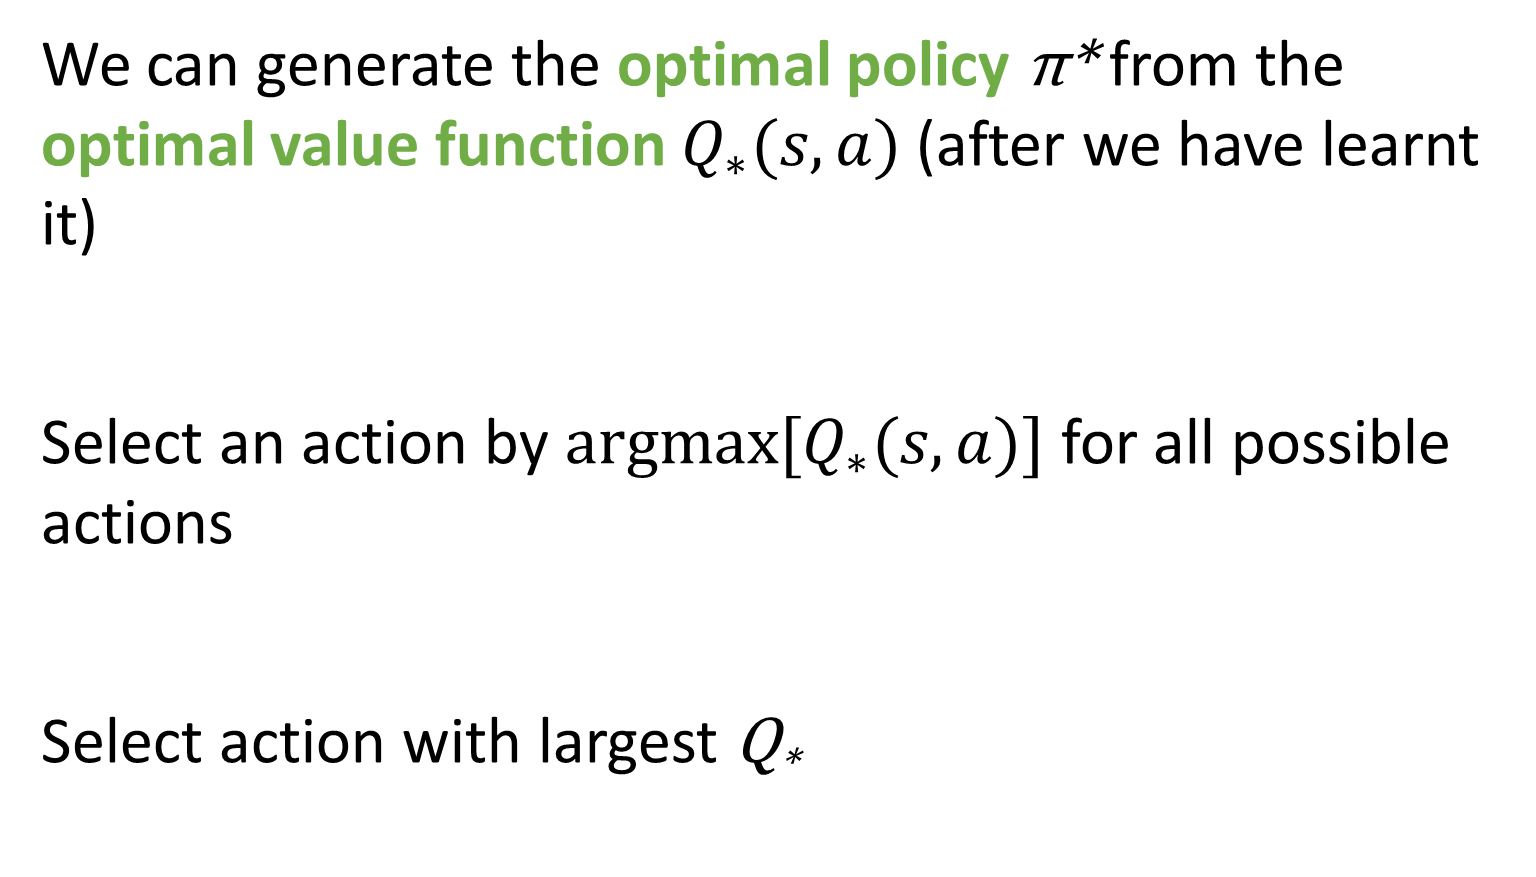 We can generate the optimal policy π* from the
optimal value function Q∗(s, a) (after we have learnt
it)
Select an action by argmax[Q∗(s, a)] for all possible
actions
Select action with largest Q∗